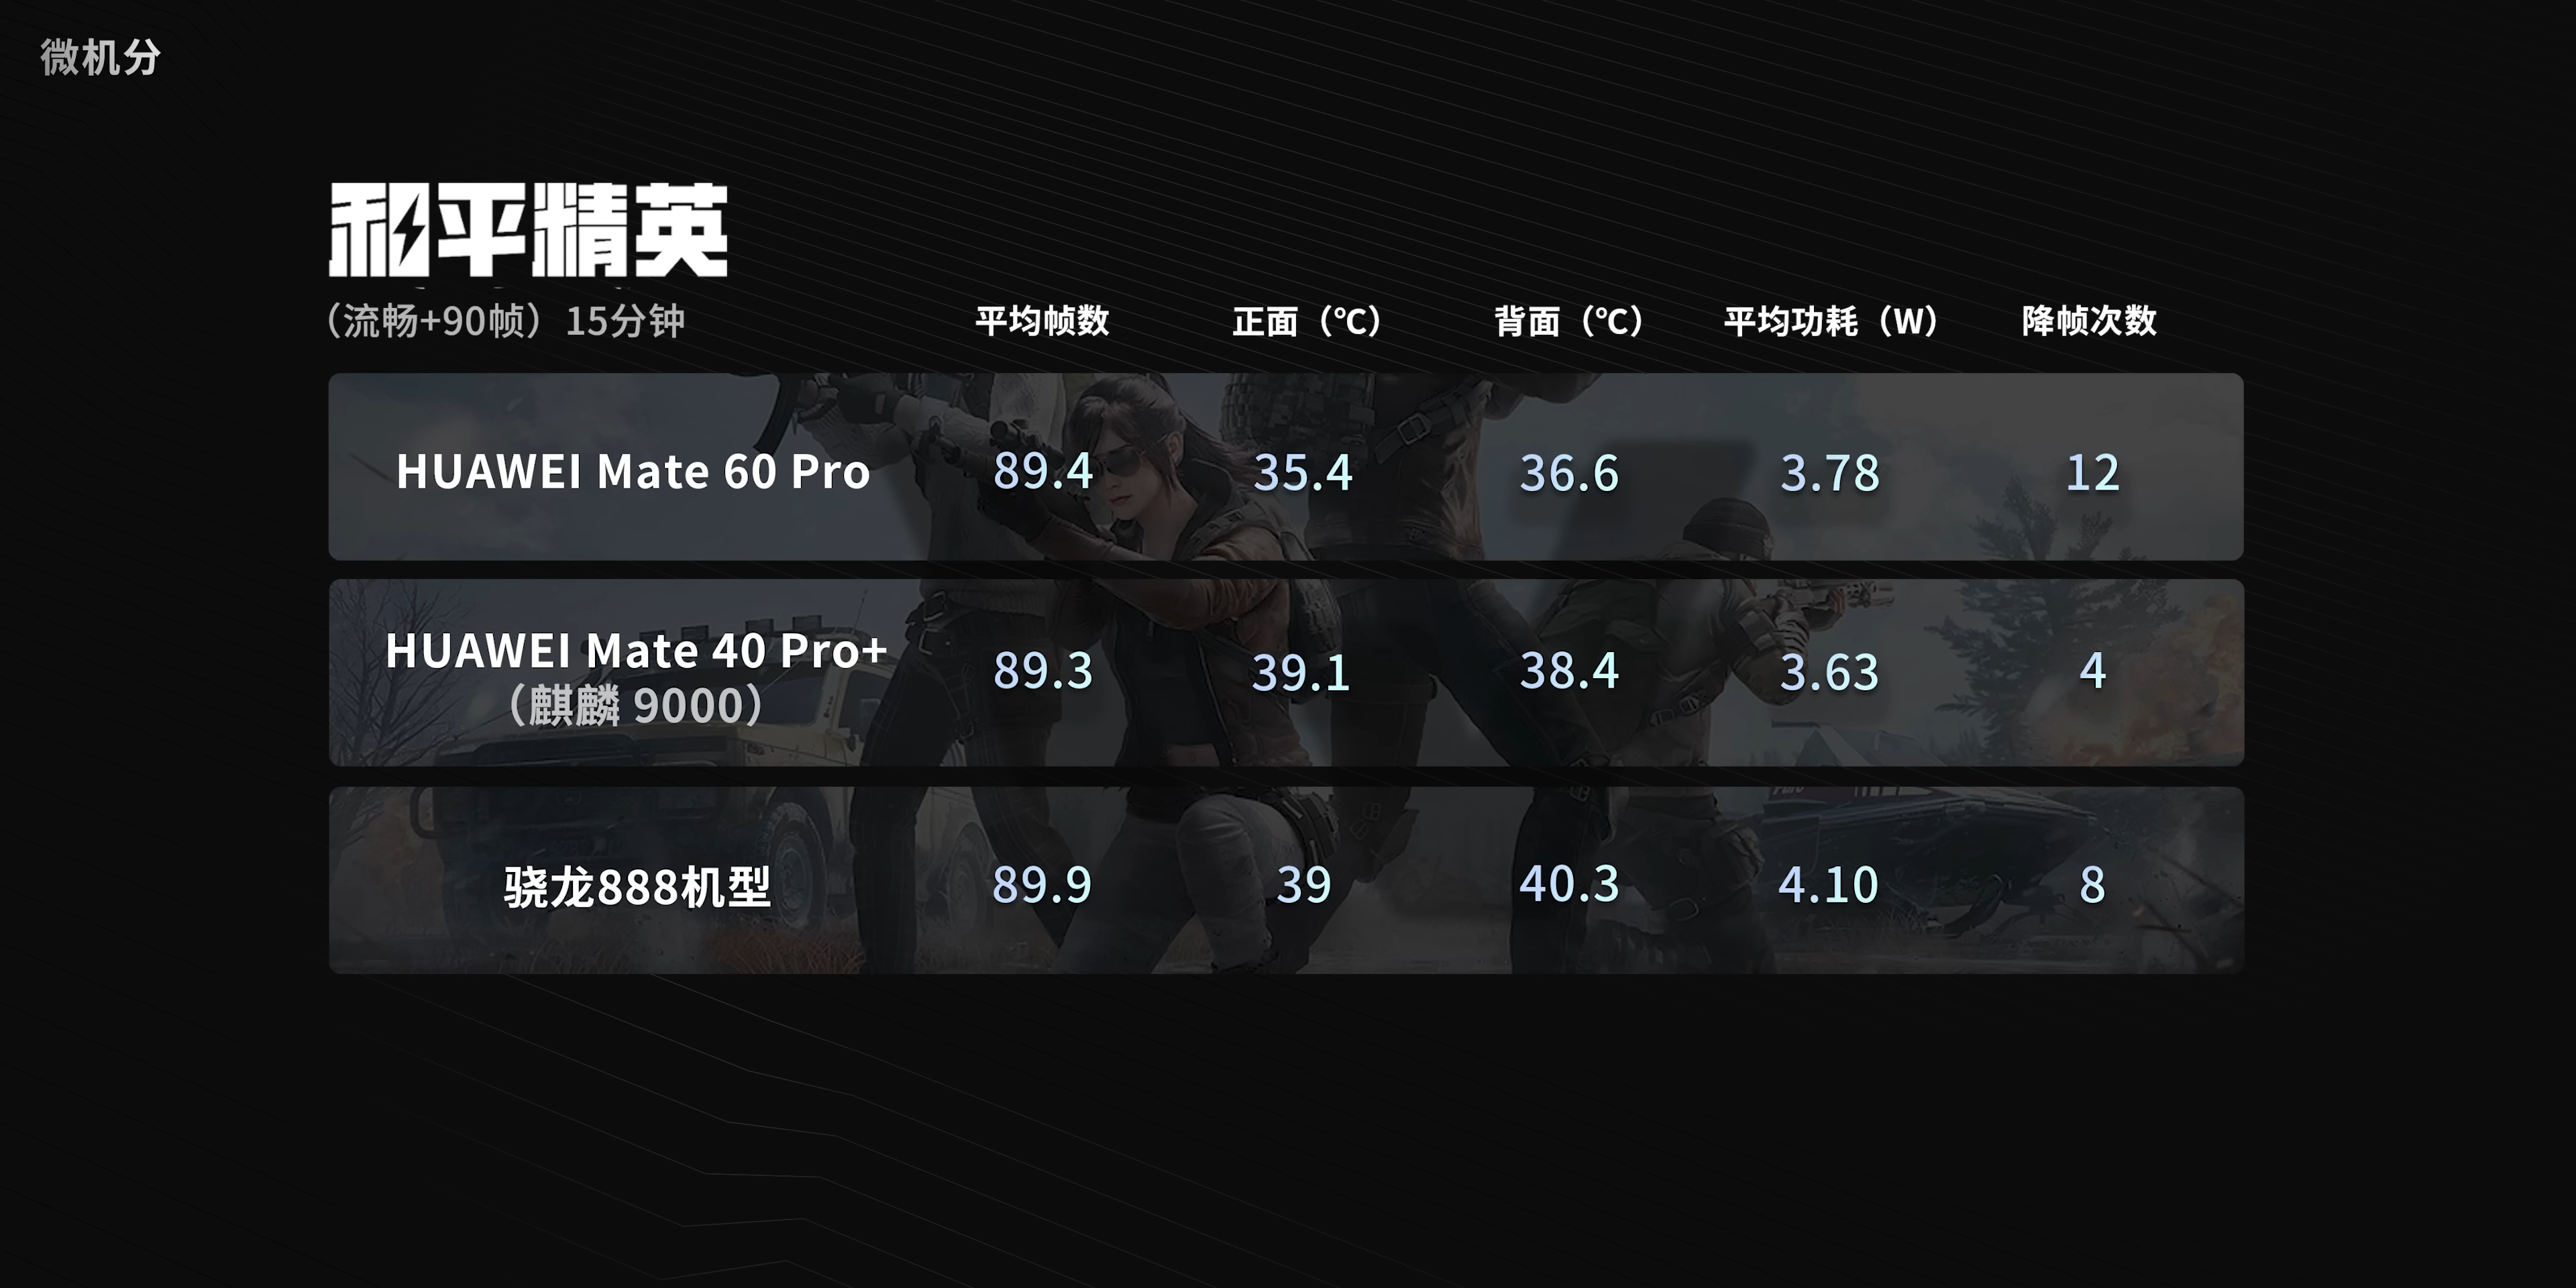 微机分
和平精英
（流畅+90帧）15分钟
平均帧数 正面（℃） 背面（℃） 平均功耗（W） 降帧次数
HUAWEI Mate 60 Pro 89.4 35.4 36.6 3.78 12
HUAWEI Mate 40 Pro+
（麒麟 9000） 89.3 39.1 38.4 3.63 4
骁龙888机型 89.9 39 40.3 4.10 8